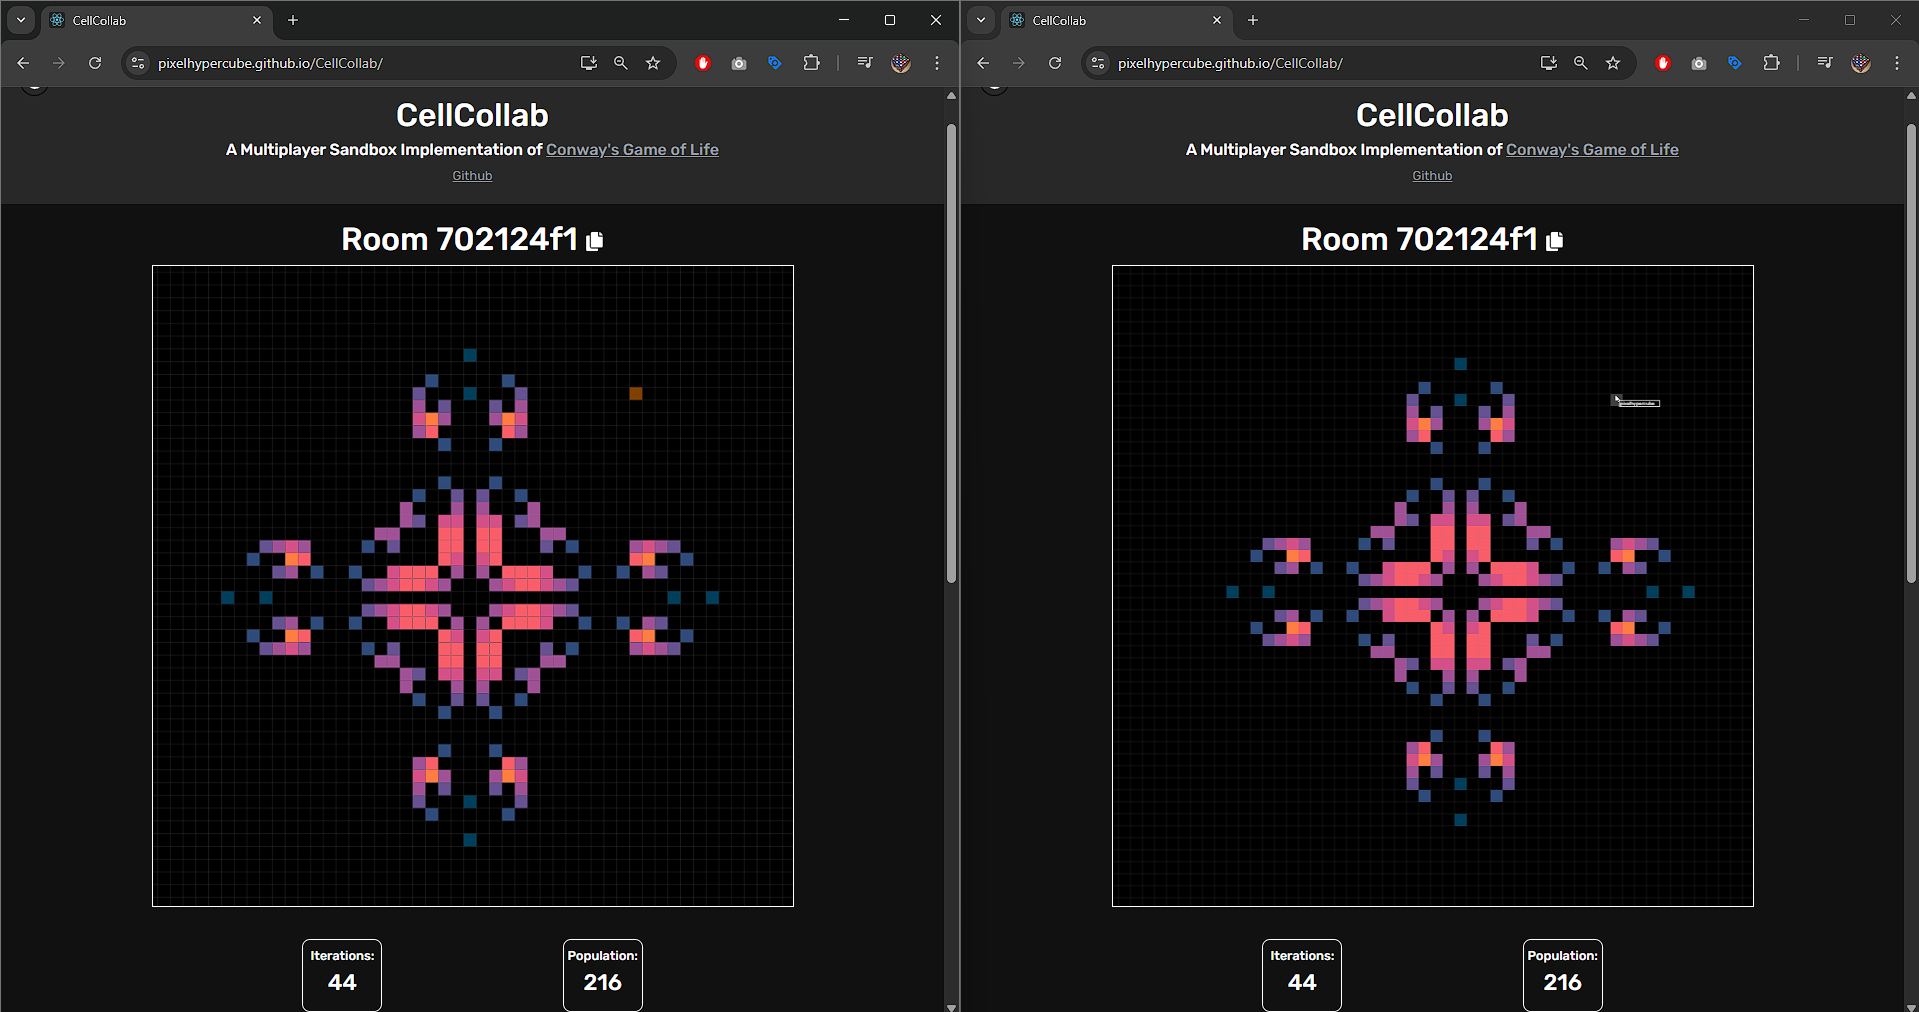 CellCollab
pixelhypercube.github.io/CellCollab/
CellCollab
A Multiplayer Sandbox Implementation of Conway's Game of Life
Github
Room 702124f1
Iterations:
44
Population:
216
CellCollab
pixelhypercube.github.io/CellCollab/
CellCollab
A Multiplayer Sandbox Implementation of Conway's Game of Life
Github
Room 702124f1
pixelhypercube
Iterations:
44
Population:
216